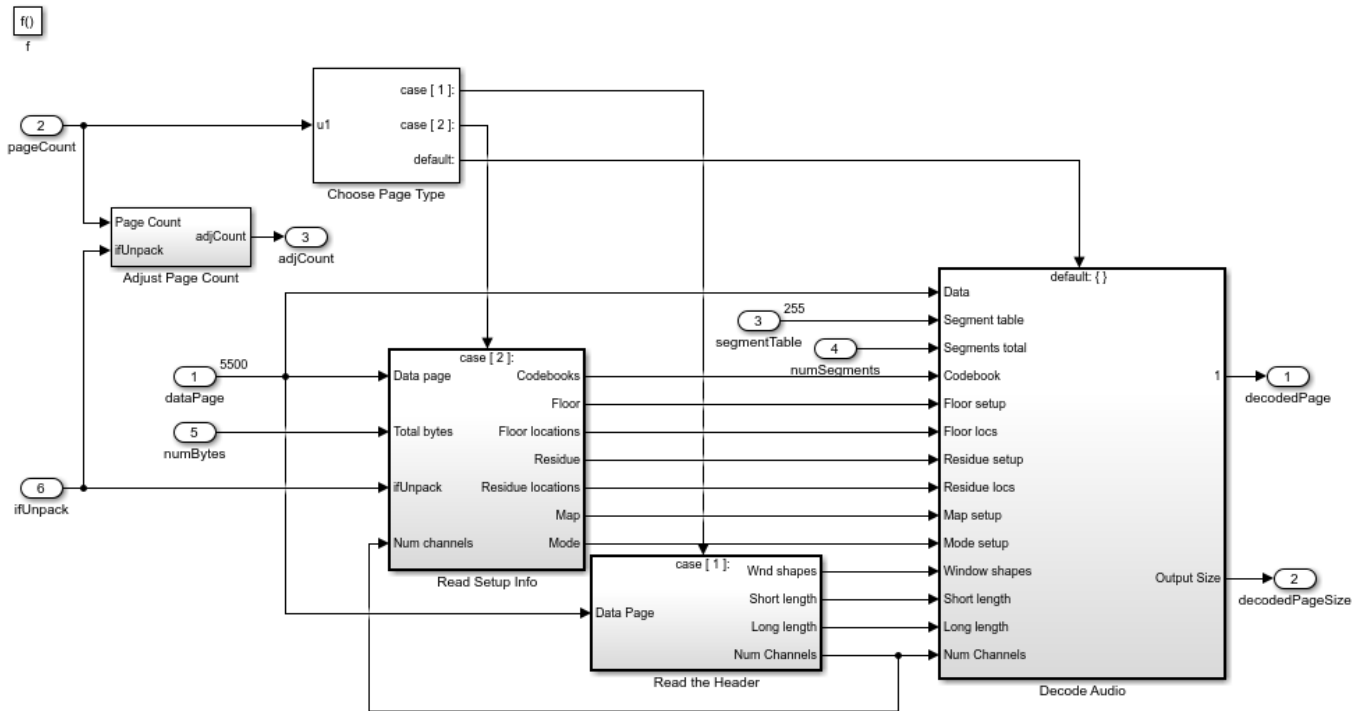 f()
f
case [ 1 ]:
2
u1
case [ 2 ]:
pageCount
default:
Choose Page Type
Page Count
adjCount
3
ifUnpack
adjCount
Adjust Page Count
default: { }
Data
255
3
Segment table
segmentTable
4
Segments total
numSegments
case [ 2 ]:
5500
1
Data page
Codebooks
Codebook
1
1
dataPage
decodedPage
Floor
Floor setup
5
Total bytes
Floor locations
Floor locs
numBytes
Residue
Residue setup
6
ifUnpack
Residue locations
Residue locs
ifUnpack
Map
Map setup
Num channels
Mode
Mode setup
Read Setup Info
case [ 1 ]:
Wnd shapes
Window shapes
Output Size
2
decodedPageSize
Short length
Short length
Data Page
Long length
Long length
Num Channels
Num Channels
Read the Header
Decode Audio